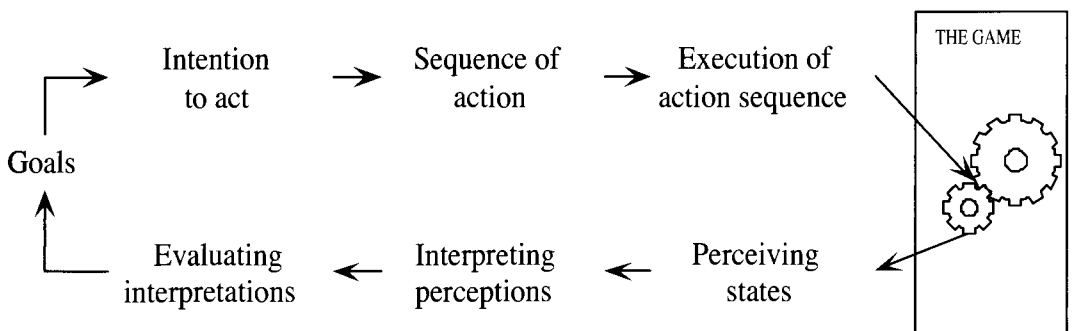 THE GAME
Intention
to act
Sequence of
action
Execution of
action sequence
Goals
Evaluating
interpretations
Interpreting
perceptions
Perceiving
states